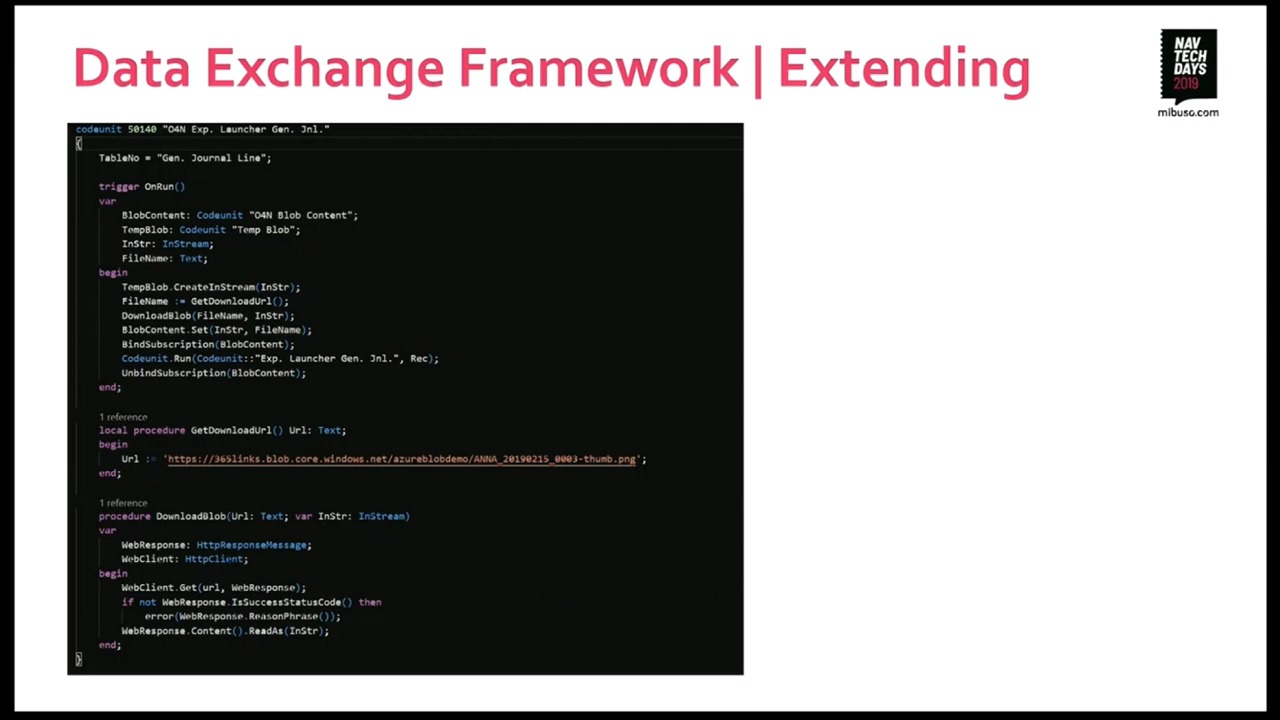 Data Exchange Framework | Extending
NAV
TECH
DAYS
2019
mibuso.com
codeunit 50140 "O4N Exp. Launcher Gen. Jnl."
{
TableNo = "Gen. Journal Line";
trigger OnRun()
var
BlobContent: Codeunit "O4N Blob Content";
TempBlob: Codeunit "Temp Blob";
InStr: InStream;
FileName: Text;
begin
TempBlob.CreateInStream(InStr);
FileName := GetDownloadUrl();
DownloadBlob(FileName, InStr);
BlobContent.Set(InStr, FileName);
BindSubscription(BlobContent);
Codeunit.Run(Codeunit::"Exp. Launcher Gen. Jnl.", Rec);
UnbindSubscription(BlobContent);
end;
1 reference
local procedure GetDownloadUrl() Url: Text;
begin
Url := 'https://365links.blob.core.windows.net/azureblobdemo/ANNA_20190215_0003-thumb.png';
end;
1 reference
procedure DownloadBlob(Url: Text; var InStr: InStream)
var
WebResponse: HttpResponseMessage;
WebClient: HttpClient;
begin
WebClient.Get(url, WebResponse);
if not WebResponse.IsSuccessStatusCode() then
error(WebResponse.ReasonPhrase());
WebResponse.Content().ReadAs(InStr);
end;
}